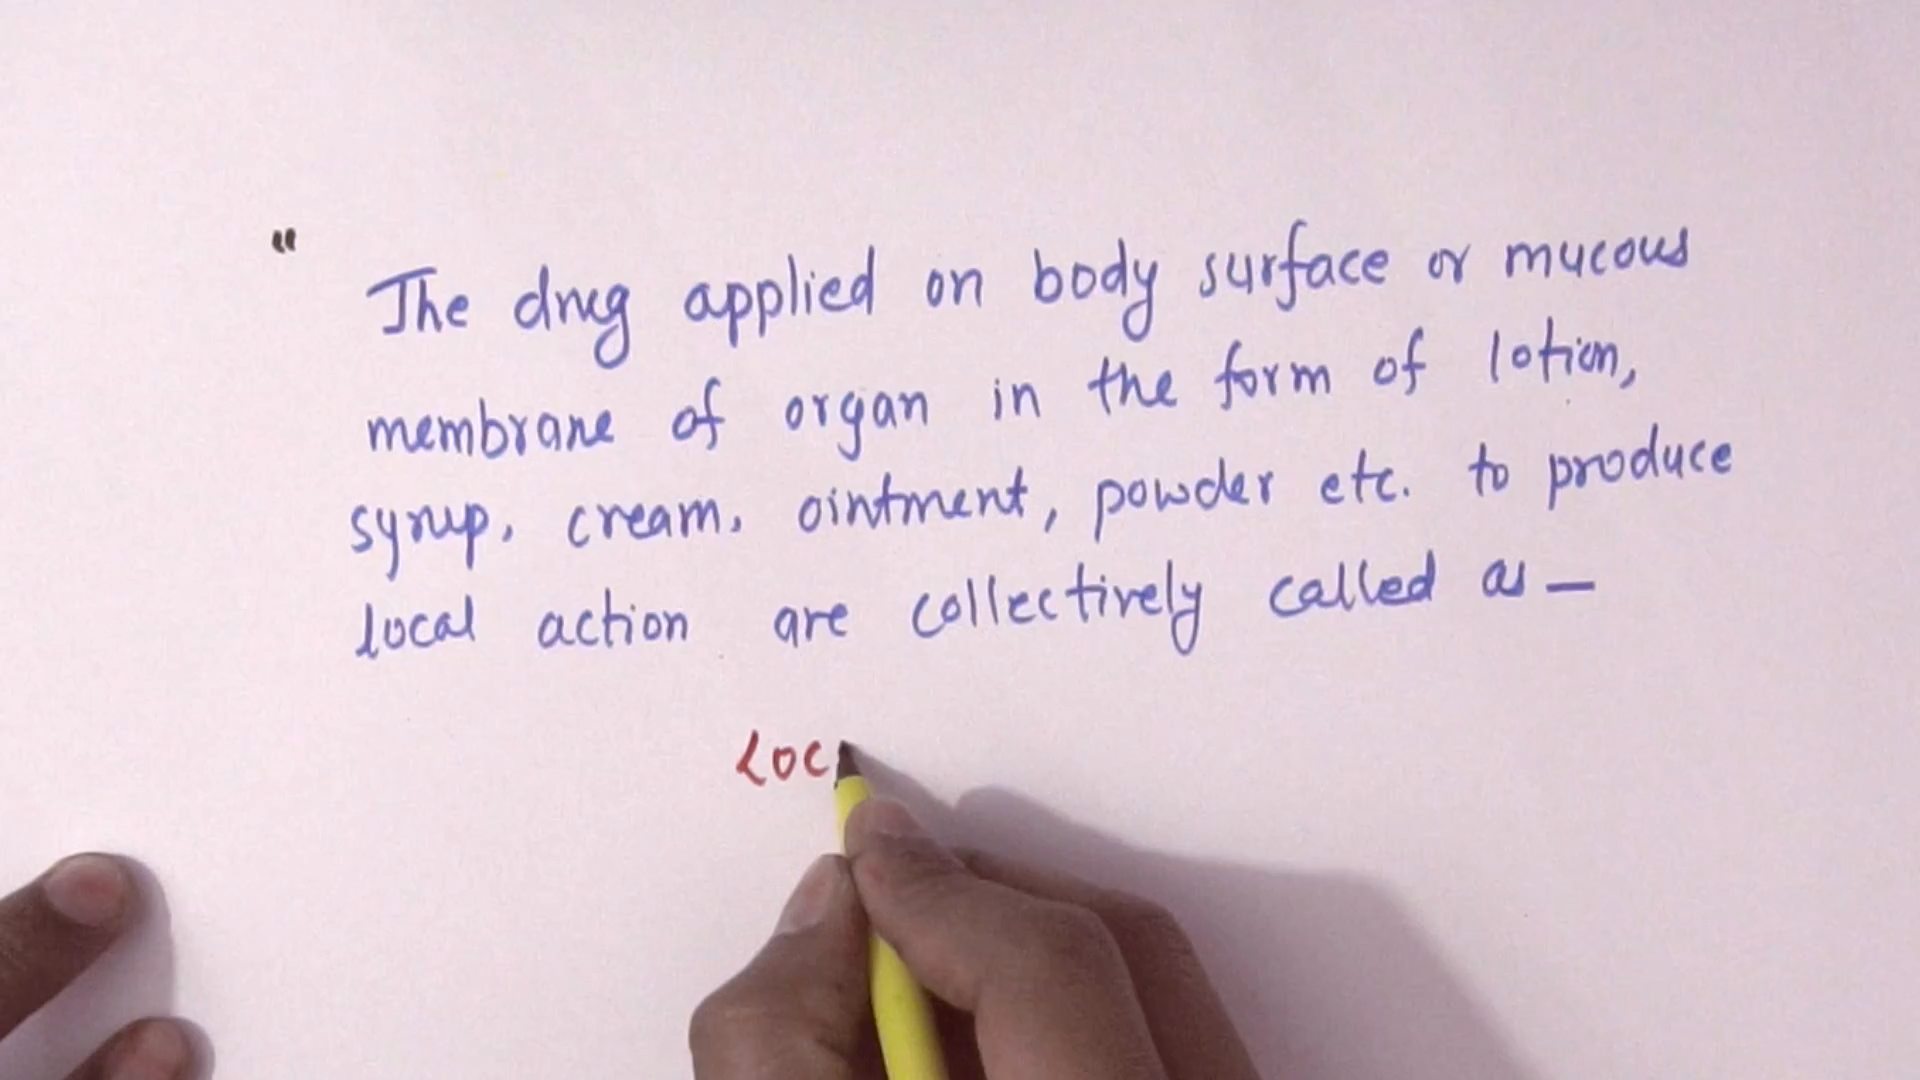 "
The drug applied on body surface or mucous
membrane of organ in the form of lotion,
syrup, cream, ointment, powder etc. to produce
local action are collectively called as —
Loc